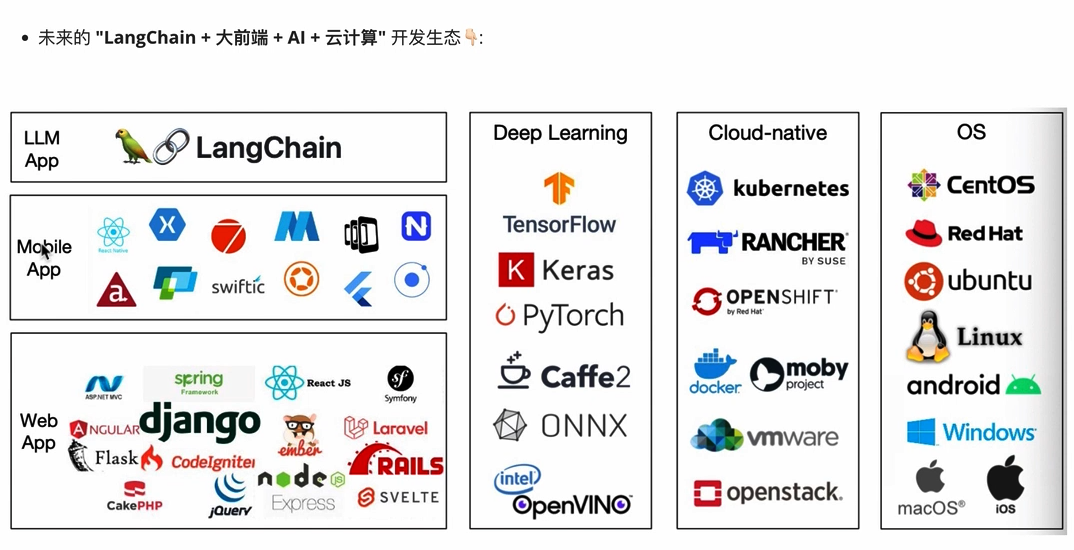 未来的 "LangChain + 大前端 + AI + 云计算" 开发生态👇🏻:
LLM
App
LangChain
Mobile
App
React Native
swiftic
Web
App
ASP.NET MVC
spring
Framework
React JS
Symfony
ANGULAR
django
ember
Laravel
Flask
CodeIgniter
RAILS
CakePHP
jQuery
node
JS
Express
SVELTE
Deep Learning
TensorFlow
K Keras
PyTorch
Caffe2
ONNX
intel
OpenVINO™
Cloud-native
kubernetes
RANCHER®
BY SUSE
OPENSHIFT®
by Red Hat®
docker
moby
project
vmware
openstack.
OS
CentOS
Red Hat
ubuntu
Linux
android
Windows
macOS®
iOS